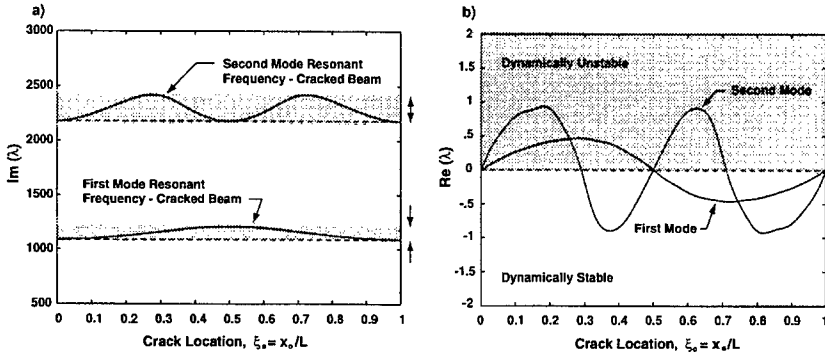 a)
3000
2500
2000
1500
1000
500
Im (λ)
Second Mode Resonant
Frequency - Cracked Beam
First Mode Resonant
Frequency - Cracked Beam
0 0.1 0.2 0.3 0.4 0.5 0.6 0.7 0.8 0.9 1
Crack Location, ξₒ = xₒ/L
b)
2
1.5
1
.5
0
-.5
-1
-1.5
-2
Re (λ)
Dynamically Unstable
Second Mode
First Mode
Dynamically Stable
0 0.1 0.2 0.3 0.4 0.5 0.6 0.7 0.8 0.9 1
Crack Location, ξₒ = xₒ/L